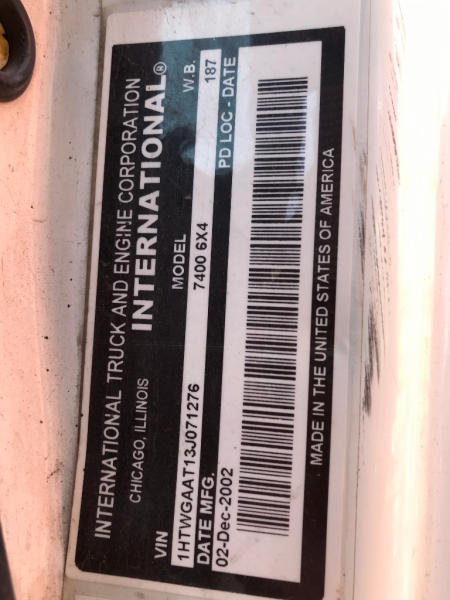 INTERNATIONAL TRUCK AND ENGINE CORPORATION
CHICAGO, ILLINOIS
INTERNATIONAL®
VIN MODEL W.B.
1HTWGAAT13J071276 7400 6X4 187
DATE MFG. PD LOC - DATE
02-Dec-2002
MADE IN THE UNITED STATES OF AMERICA